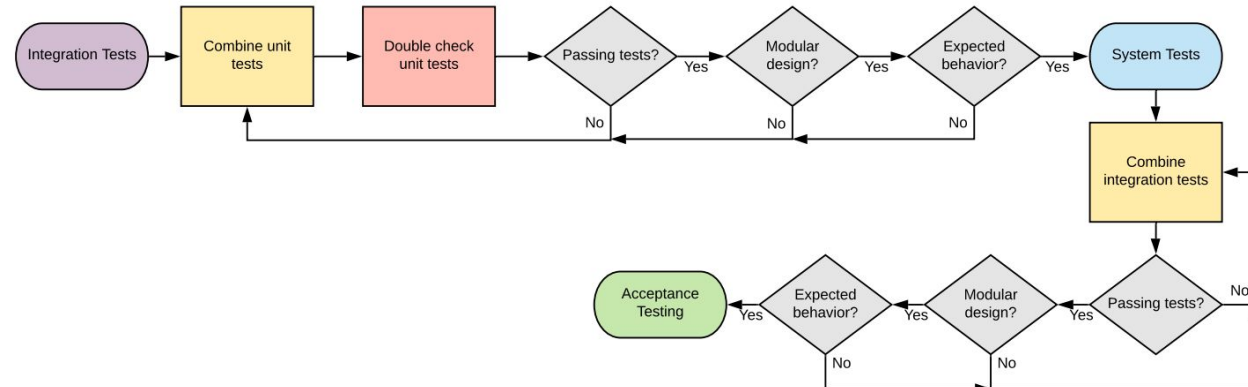 Integration Tests
Combine unit
tests
Double check
unit tests
Passing tests?
Yes
No
Modular
design?
Yes
No
Expected
behavior?
Yes
No
System Tests
Combine
integration tests
Passing tests?
No
Yes
Modular
design?
Yes
No
Expected
behavior?
Yes
No
Acceptance
Testing